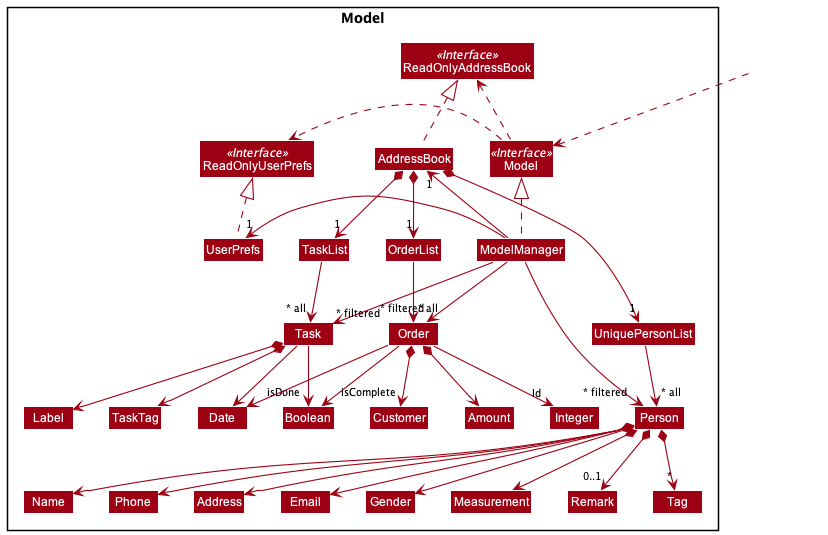 Model
«Interface»
ReadOnlyAddressBook
«Interface»
ReadOnlyUserPrefs
AddressBook
«Interface»
Model
1
1
1
1
UserPrefs
TaskList
OrderList
ModelManager
1
* all
* filtered
* filtered
* all
Task
Order
UniquePersonList
isDone
isComplete
Id
* filtered
* all
Label
TaskTag
Date
Boolean
Customer
Amount
Integer
Person
0..1
*
Name
Phone
Address
Email
Gender
Measurement
Remark
Tag